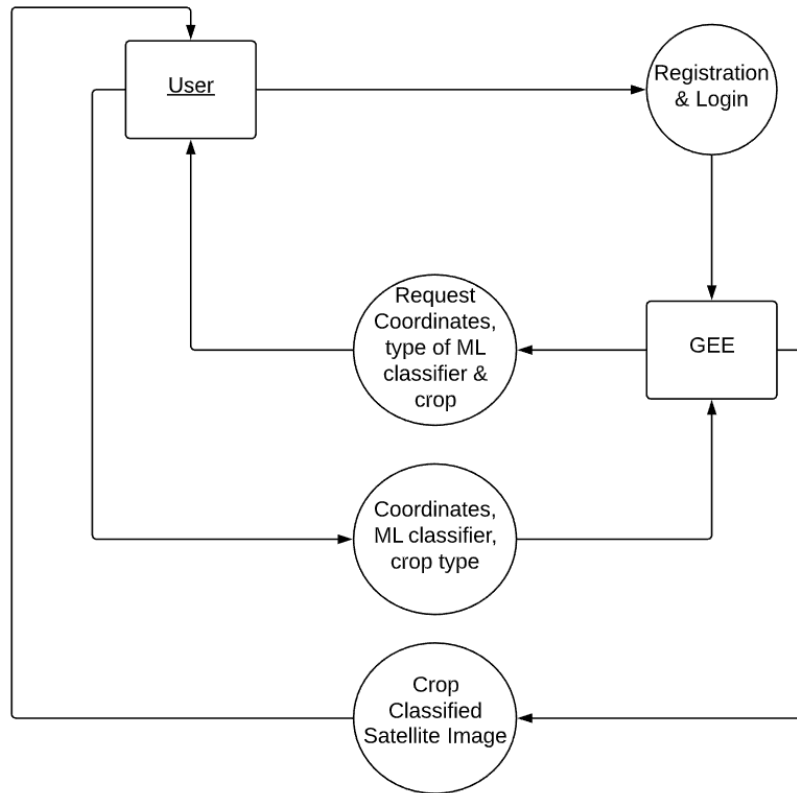 User
Registration
& Login
Request
Coordinates,
type of ML
classifier &
crop
GEE
Coordinates,
ML classifier,
crop type
Crop
Classified
Satellite Image